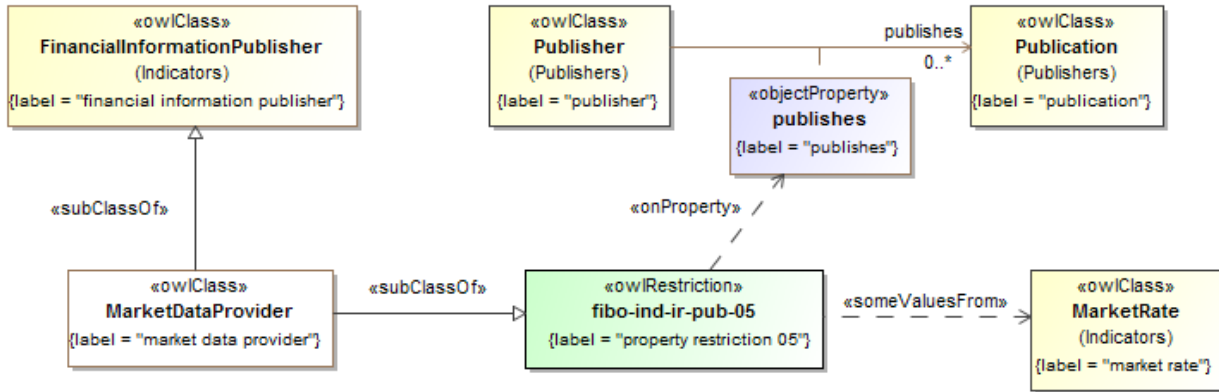 «owlClass»
FinancialInformationPublisher
(Indicators)
{label = "financial information publisher"}
«owlClass»
Publisher
(Publishers)
{label = "publisher"}
publishes
0..*
«owlClass»
Publication
(Publishers)
{label = "publication"}
«objectProperty»
publishes
{label = "publishes"}
«subClassOf»
«onProperty»
«owlClass»
MarketDataProvider
{label = "market data provider"}
«subClassOf»
«owlRestriction»
fibo-ind-ir-pub-05
{label = "property restriction 05"}
«someValuesFrom»
«owlClass»
MarketRate
(Indicators)
{label = "market rate"}